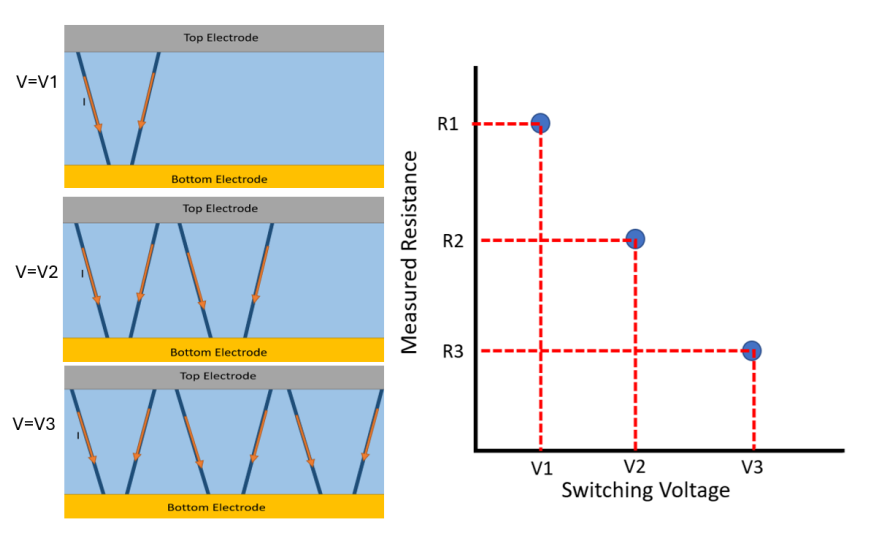 Top Electrode
V=V1
I
Bottom Electrode
Top Electrode
V=V2
I
Bottom Electrode
Top Electrode
V=V3
I
Bottom Electrode
Measured Resistance
R1
R2
R3
V1 V2 V3
Switching Voltage